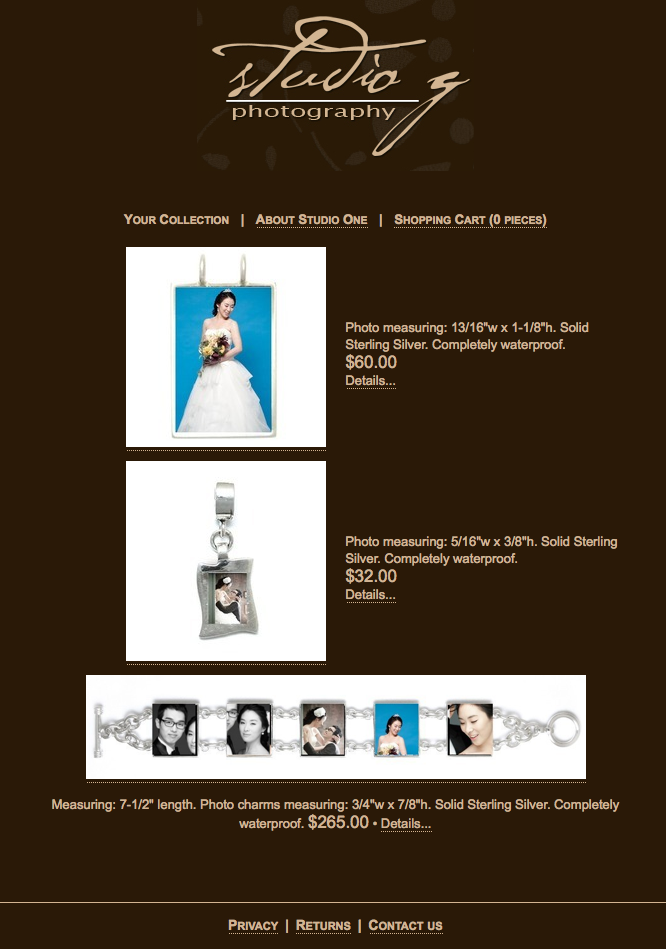 studio g
photography
YOUR COLLECTION | ABOUT STUDIO ONE | SHOPPING CART (0 PIECES)
Photo measuring: 13/16"w x 1-1/8"h. Solid
Sterling Silver. Completely waterproof.
$60.00
Details...
Photo measuring: 5/16"w x 3/8"h. Solid Sterling
Silver. Completely waterproof.
$32.00
Details...
Measuring: 7-1/2" length. Photo charms measuring: 3/4"w x 7/8"h. Solid Sterling Silver. Completely
waterproof. $265.00 • Details...
PRIVACY | RETURNS | CONTACT US